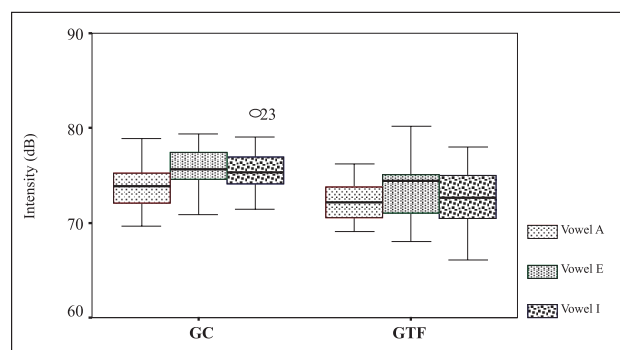 90
80
70
60
Intensity (dB)
23
GC
GTF
Vowel A
Vowel E
Vowel I